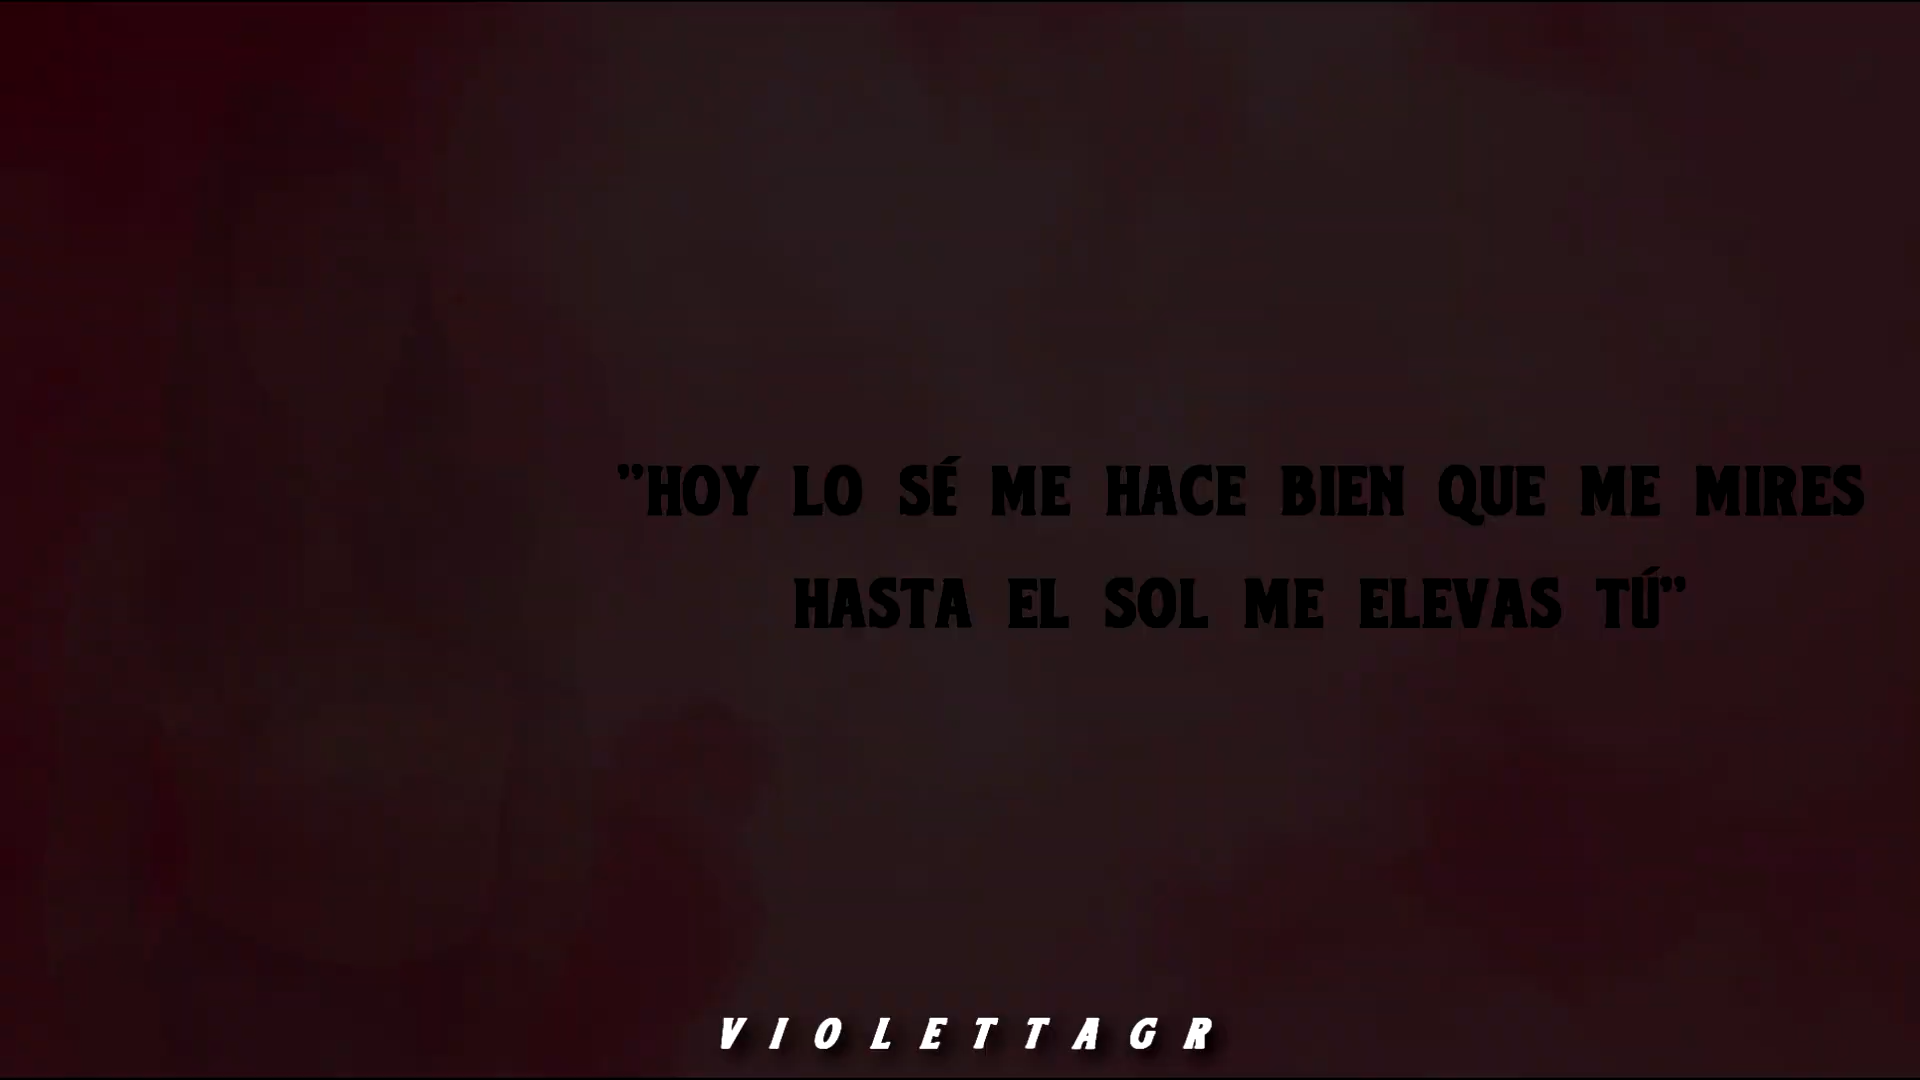 "HOY LO SÉ ME HACE BIEN QUE ME MIRES
HASTA EL SOL ME ELEVAS TÚ"
VIOLETTAGR